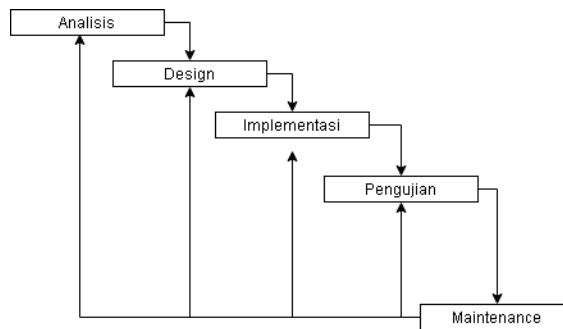 Analisis
Design
Implementasi
Pengujian
Maintenance